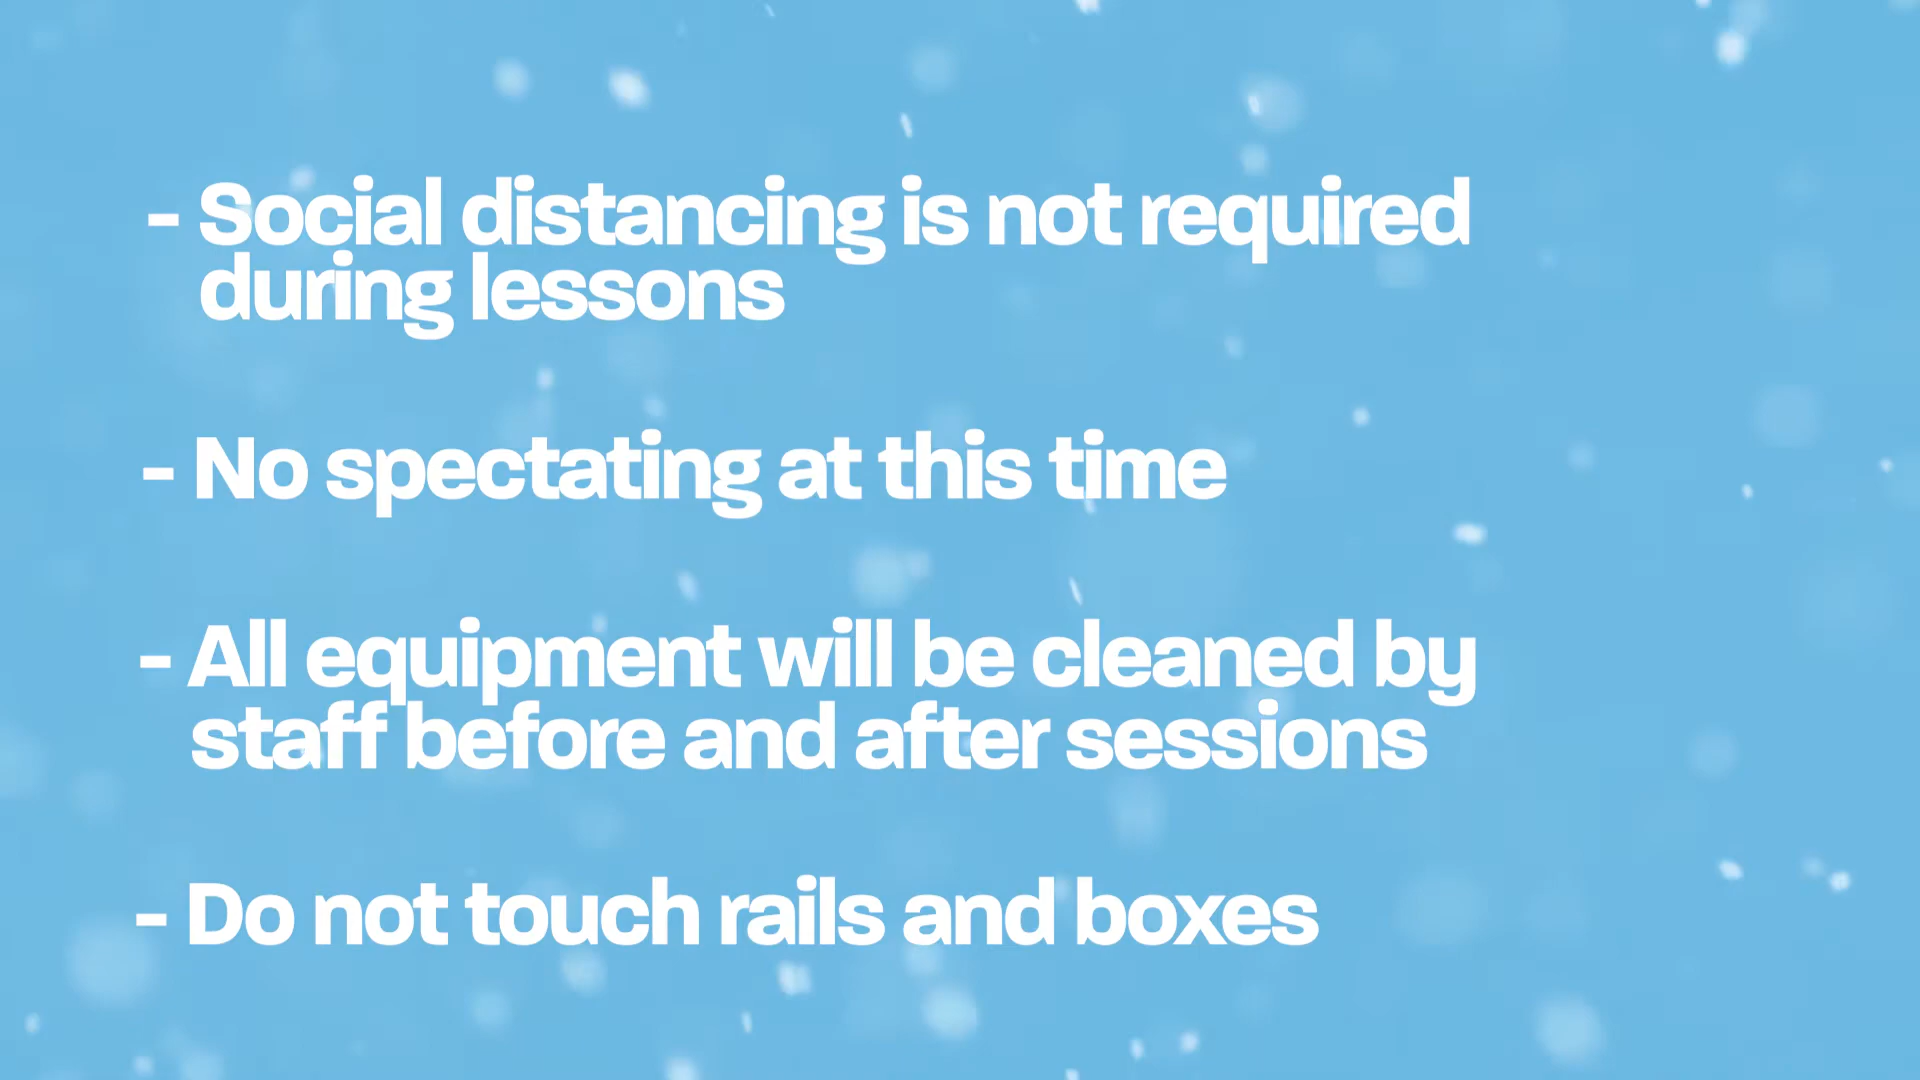 - Social distancing is not required
during lessons
- No spectating at this time
- All equipment will be cleaned by
staff before and after sessions
- Do not touch rails and boxes